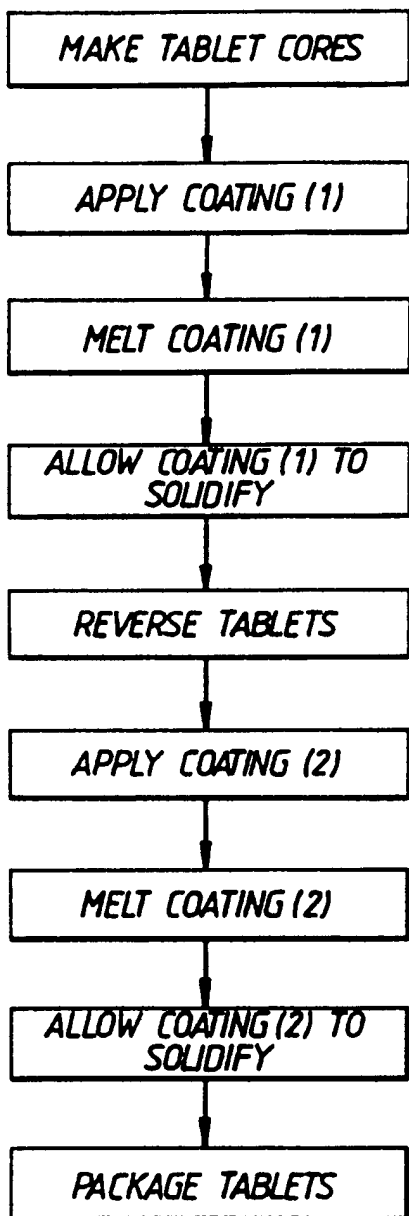 MAKE TABLET CORES
APPLY COATING (1)
MELT COATING (1)
ALLOW COATING (1) TO
SOLIDIFY
REVERSE TABLETS
APPLY COATING (2)
MELT COATING (2)
ALLOW COATING (2) TO
SOLIDIFY
PACKAGE TABLETS